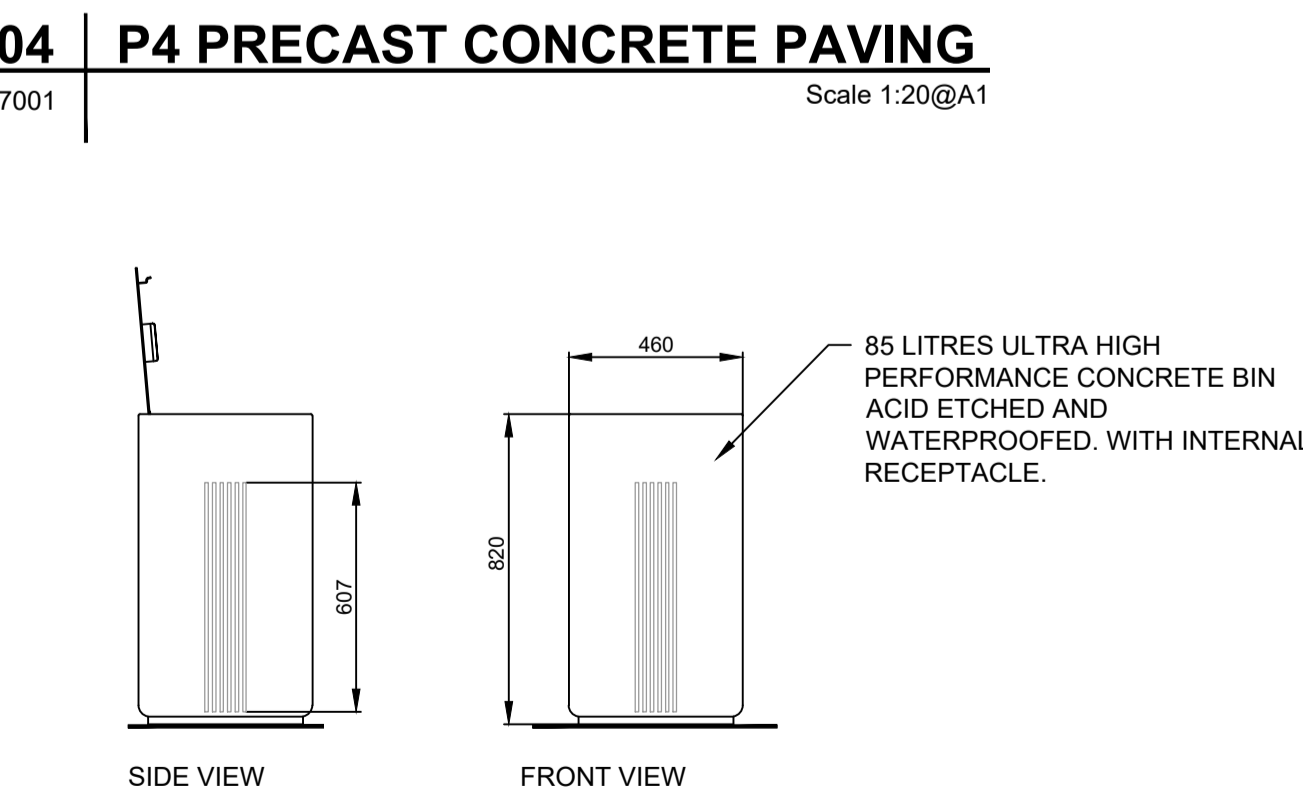 04
P4 PRECAST CONCRETE PAVING
7001
Scale 1:20@A1
460
85 LITRES ULTRA HIGH
PERFORMANCE CONCRETE BIN
ACID ETCHED AND
WATERPROOFED. WITH INTERNAL
RECEPTACLE.
820
607
SIDE VIEW
FRONT VIEW